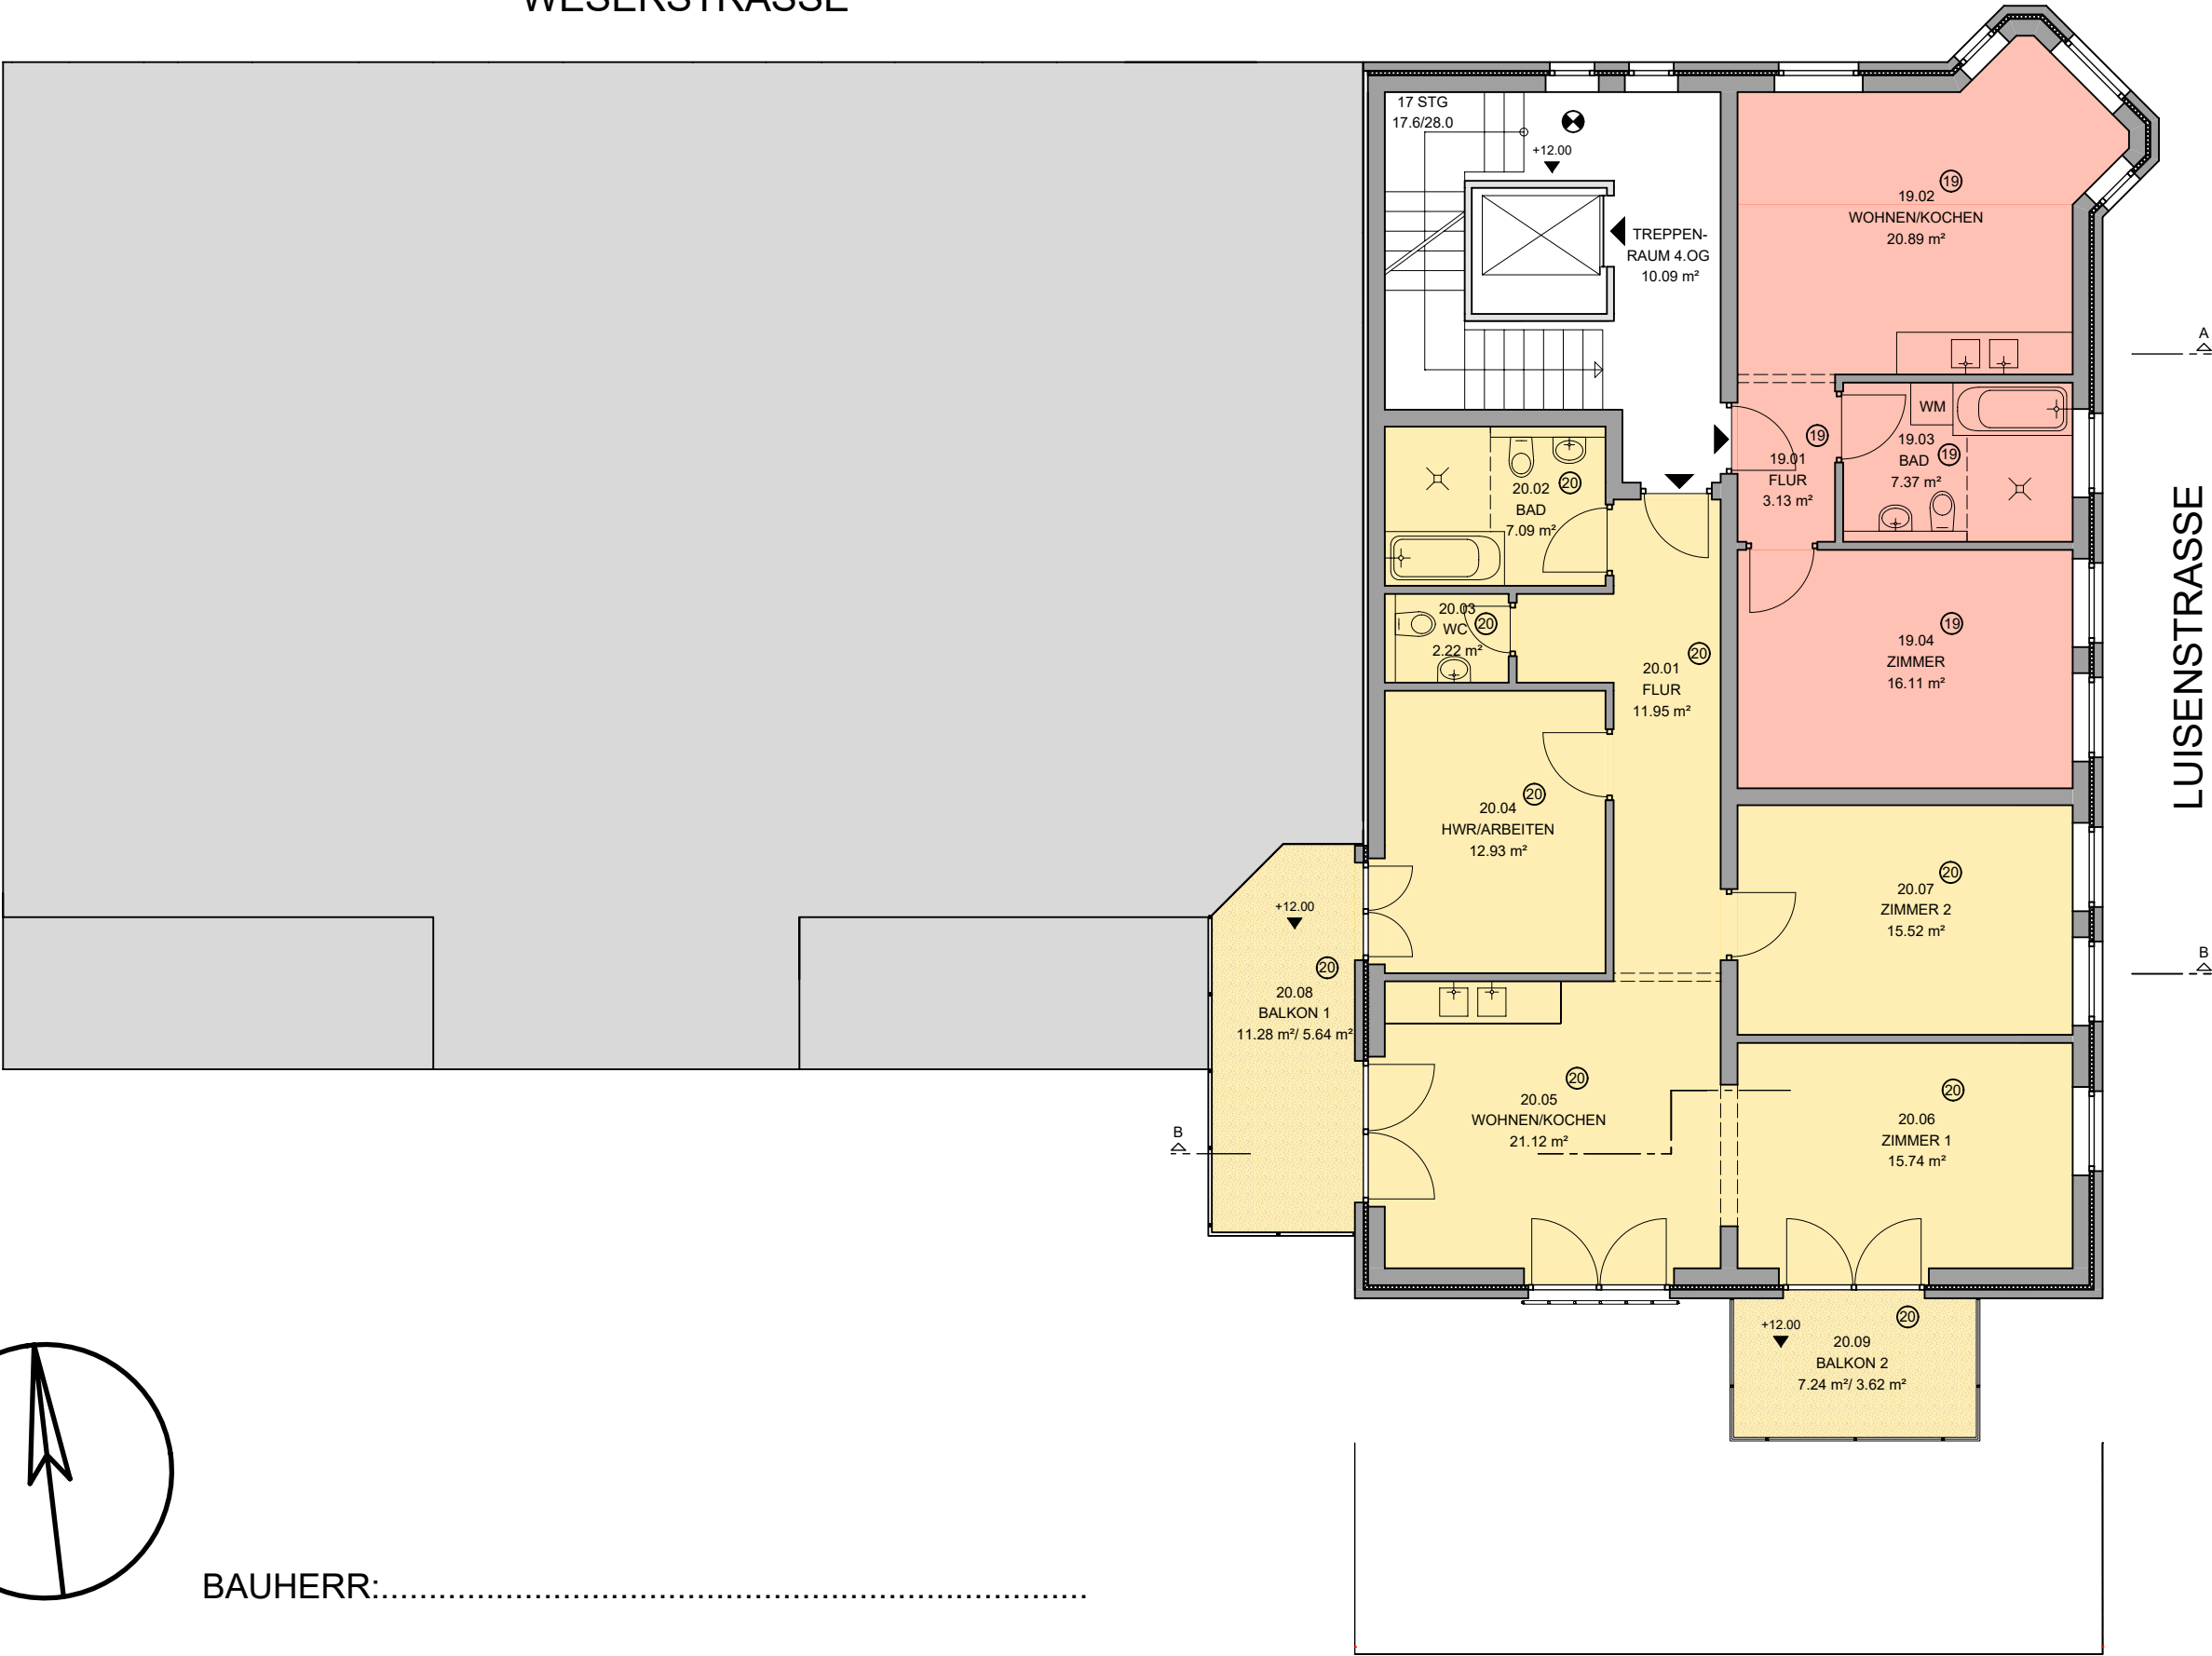 WESERSTRASSE
17 STG
17.6/28.0
+12.00
TREPPEN-
RAUM 4.OG
10.09 m²
19
19.02
WOHNEN/KOCHEN
20.89 m²
A
WM
19
19.01
FLUR
3.13 m²
19.03
19
BAD
7.37 m²
20.02
20
BAD
7.09 m²
LUISENSTRASSE
20.03
WC
20
2.22 m²
20
20.01
FLUR
11.95 m²
19
19.04
ZIMMER
16.11 m²
20
20.04
HWR/ARBEITEN
12.93 m²
20
20.07
ZIMMER 2
15.52 m²
+12.00
20
20.08
BALKON 1
11.28 m²/ 5.64 m²
B
20
20.05
WOHNEN/KOCHEN
21.12 m²
20
20.06
ZIMMER 1
15.74 m²
B
+12.00
20
20.09
BALKON 2
7.24 m²/ 3.62 m²
BAUHERR:..........................................................................